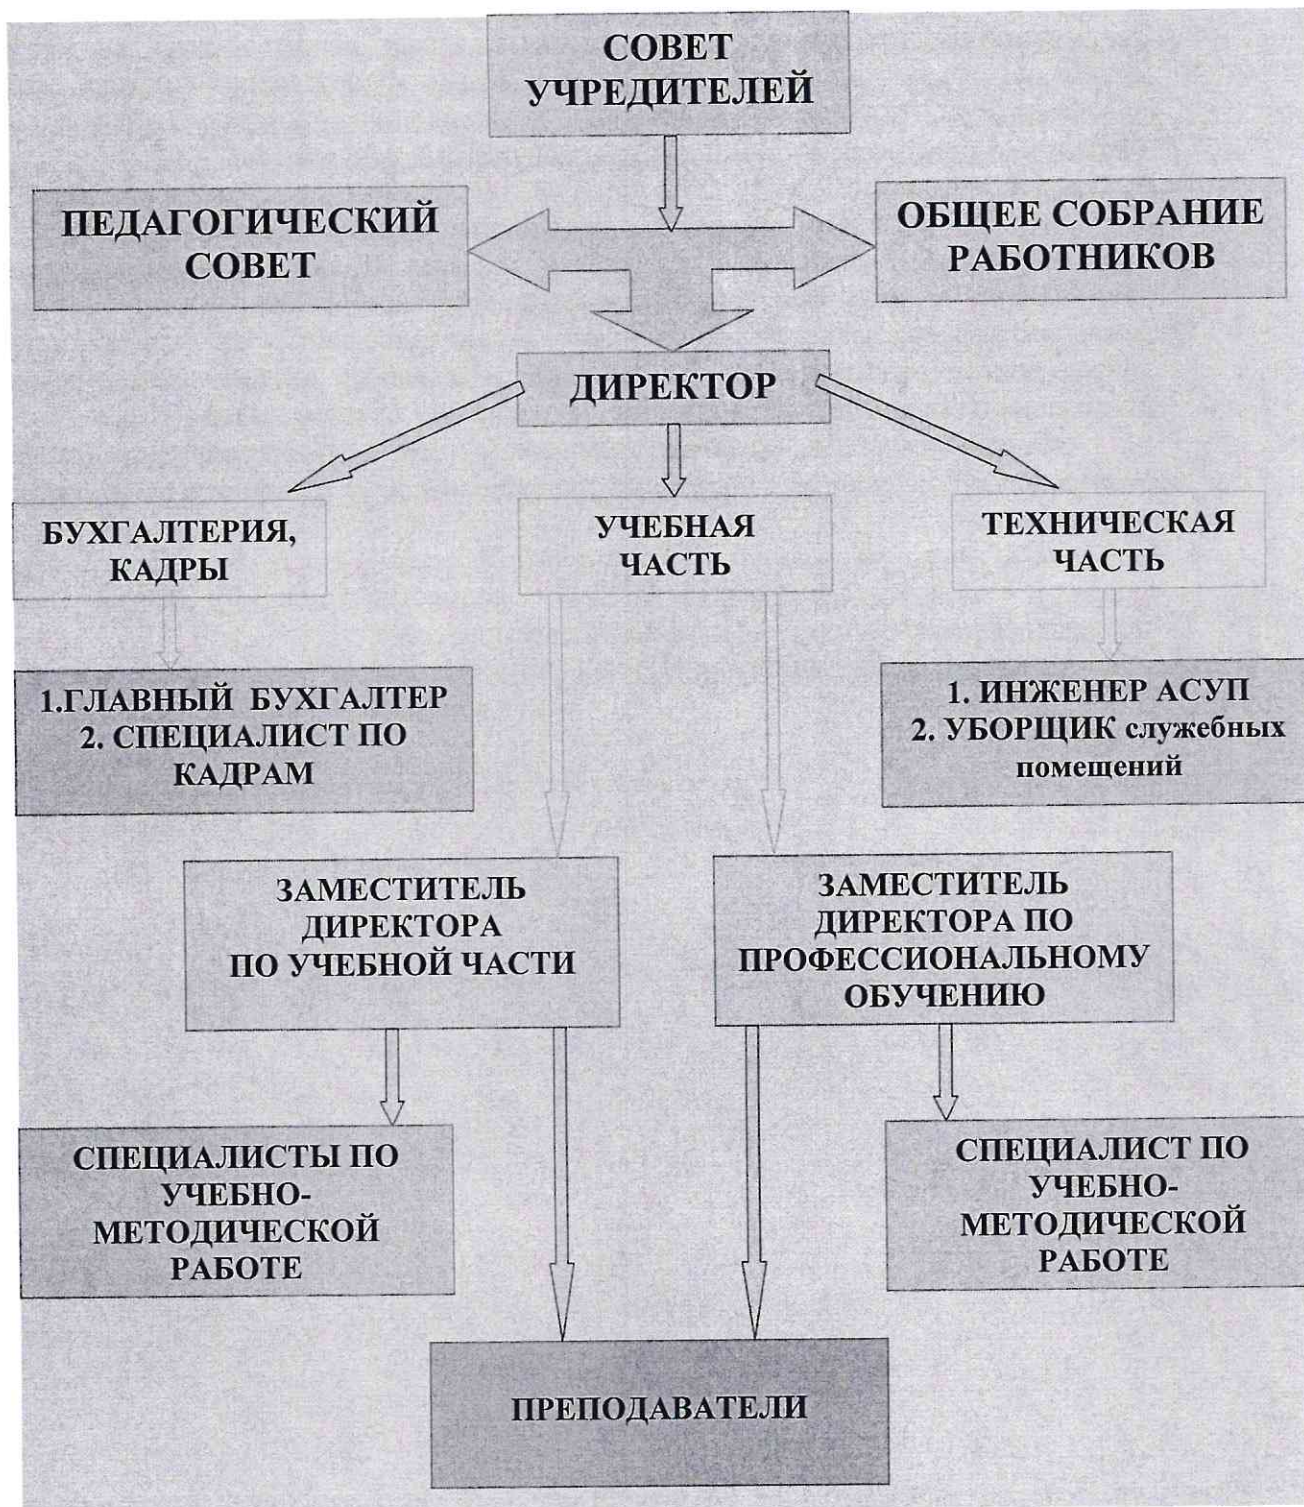 СОВЕТ
УЧРЕДИТЕЛЕЙ
ПЕДАГОГИЧЕСКИЙ
СОВЕТ
ОБЩЕЕ СОБРАНИЕ
РАБОТНИКОВ
ДИРЕКТОР
БУХГАЛТЕРИЯ,
КАДРЫ
УЧЕБНАЯ
ЧАСТЬ
ТЕХНИЧЕСКАЯ
ЧАСТЬ
1.ГЛАВНЫЙ БУХГАЛТЕР
2. СПЕЦИАЛИСТ ПО
КАДРАМ
1. ИНЖЕНЕР АСУП
2. УБОРЩИК служебных
помещений
ЗАМЕСТИТЕЛЬ
ДИРЕКТОРА
ПО УЧЕБНОЙ ЧАСТИ
ЗАМЕСТИТЕЛЬ
ДИРЕКТОРА ПО
ПРОФЕССИОНАЛЬНОМУ
ОБУЧЕНИЮ
СПЕЦИАЛИСТЫ ПО
УЧЕБНО-
МЕТОДИЧЕСКОЙ
РАБОТЕ
СПЕЦИАЛИСТ ПО
УЧЕБНО-
МЕТОДИЧЕСКОЙ
РАБОТЕ
ПРЕПОДАВАТЕЛИ